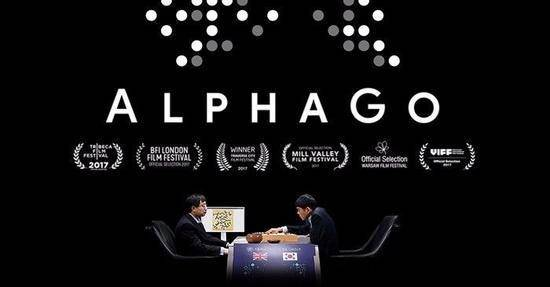 ALPHAGO
TRIBECA
FILM FESTIVAL
2017
BFI LONDON
FILM FESTIVAL
OFFICIAL SELECTION 2017
WINNER
TRAVERSE CITY
FILM FESTIVAL
2017
OFFICIAL SELECTION
MILL VALLEY
FILM FESTIVAL
2017
Official Selection
WARSAW FILM FESTIVAL
VIFF
Official Selection
2017